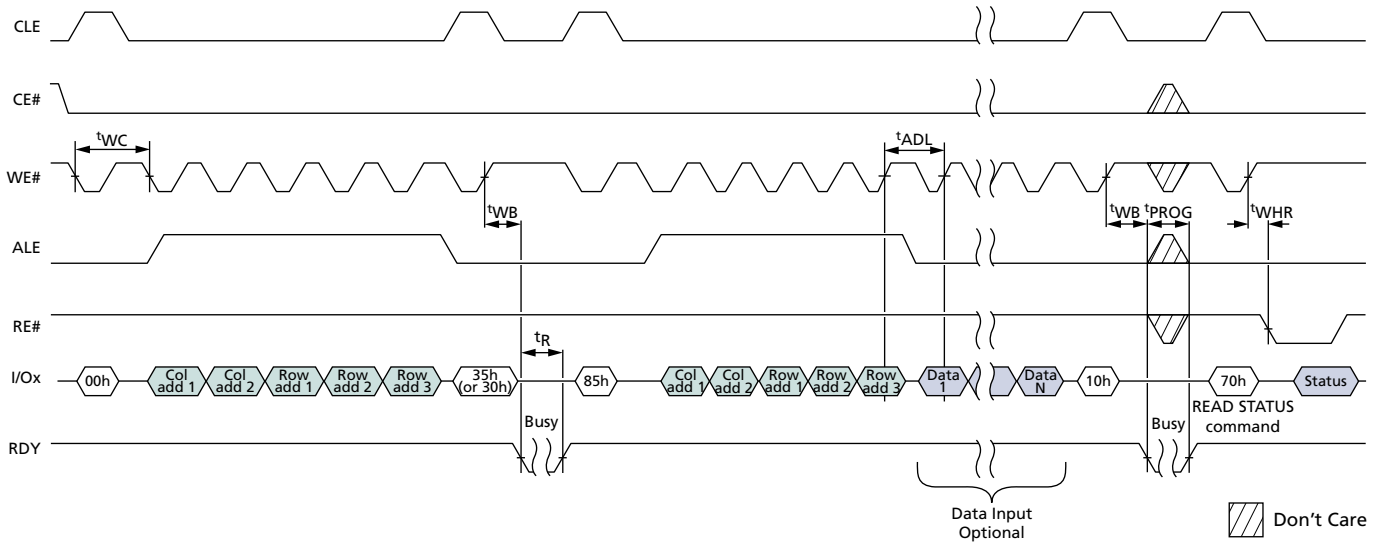 CLE
CE#
tWC
tADL
WE#
tWB
tWB
tPROG
tWHR
ALE
RE#
tR
I/Ox
00h
Col add 1
Col add 2
Row add 1
Row add 2
Row add 3
35h (or 30h)
85h
Col add 1
Col add 2
Row add 1
Row add 2
Row add 3
Data 1
Data N
10h
70h
Status
READ STATUS
command
Busy
Busy
RDY
Data Input
Optional
Don't Care